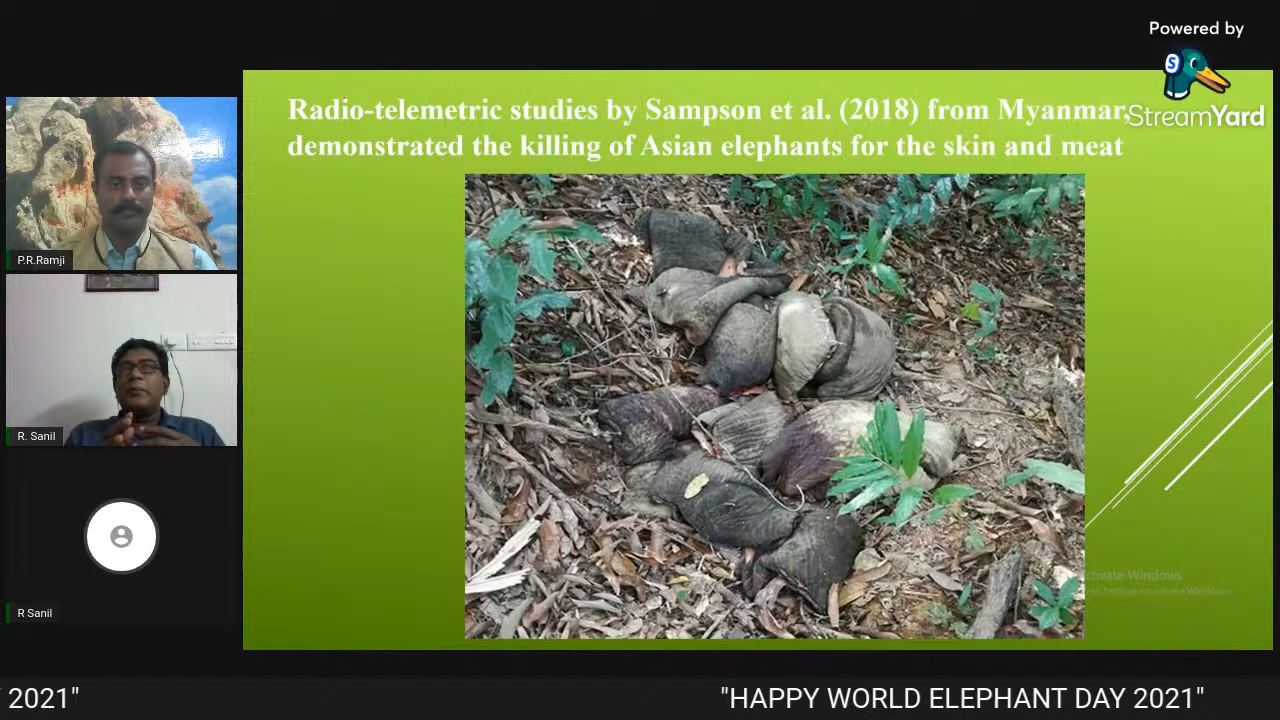 Powered by
StreamYard
Radio-telemetric studies by Sampson et al. (2018) from Myanmar,
demonstrated the killing of Asian elephants for the skin and meat
P.R.Ramji
R. Sanil
R Sanil
Activate Windows
2021"
"HAPPY WORLD ELEPHANT DAY 2021"